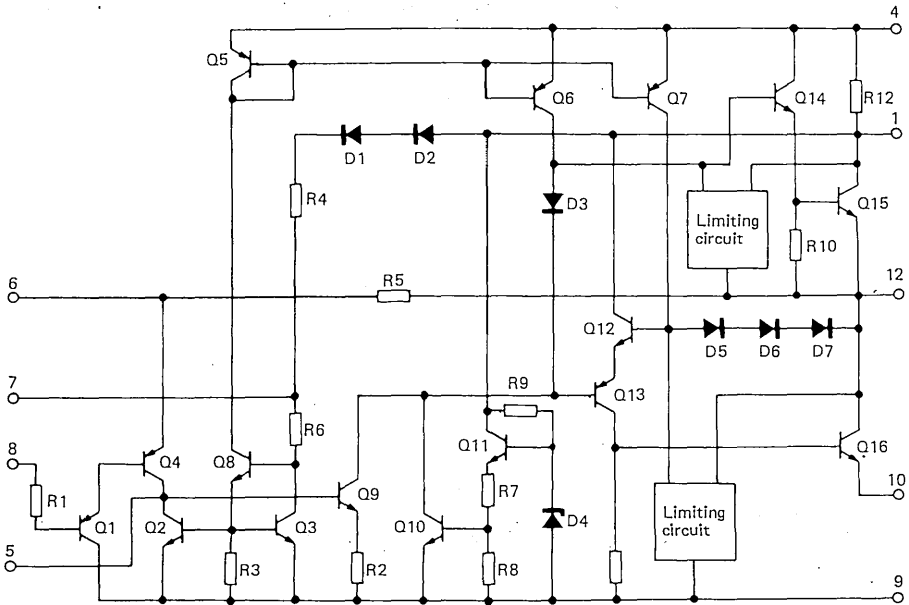 4
Q5
Q6
Q7
Q14
R12
1
D1
D2
R4
D3
Limiting
circuit
Q15
R10
6
R5
12
Q12
D5
D6
D7
7
R9
Q13
R6
8
Q11
Q16
Q4
Q8
R1
Q9
R7
10
Q1
Q2
Q3
Q10
D4
Limiting
circuit
5
R3
R2
R8
9